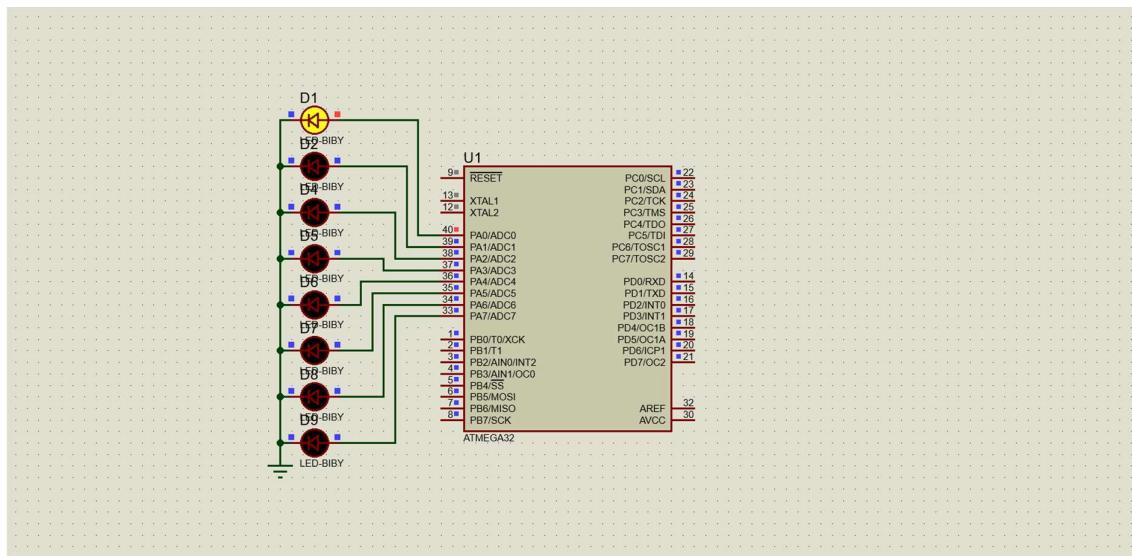 D1
LED-BIBY
D2
LED-BIBY
D4
LED-BIBY
D5
LED-BIBY
D6
LED-BIBY
D7
LED-BIBY
D8
LED-BIBY
D9
LED-BIBY
U1
9 RESET
13 XTAL1
12 XTAL2
40 PA0/ADC0
39 PA1/ADC1
38 PA2/ADC2
37 PA3/ADC3
36 PA4/ADC4
35 PA5/ADC5
34 PA6/ADC6
33 PA7/ADC7
1 PB0/T0/XCK
2 PB1/T1
3 PB2/AIN0/INT2
4 PB3/AIN1/OC0
5 PB4/SS
6 PB5/MOSI
7 PB6/MISO
8 PB7/SCK
PC0/SCL 22
PC1/SDA 23
PC2/TCK 24
PC3/TMS 25
PC4/TDO 26
PC5/TDI 27
PC6/TOSC1 28
PC7/TOSC2 29
PD0/RXD 14
PD1/TXD 15
PD2/INT0 16
PD3/INT1 17
PD4/OC1B 18
PD5/OC1A 19
PD6/ICP1 20
PD7/OC2 21
AREF 32
AVCC 30
ATMEGA32